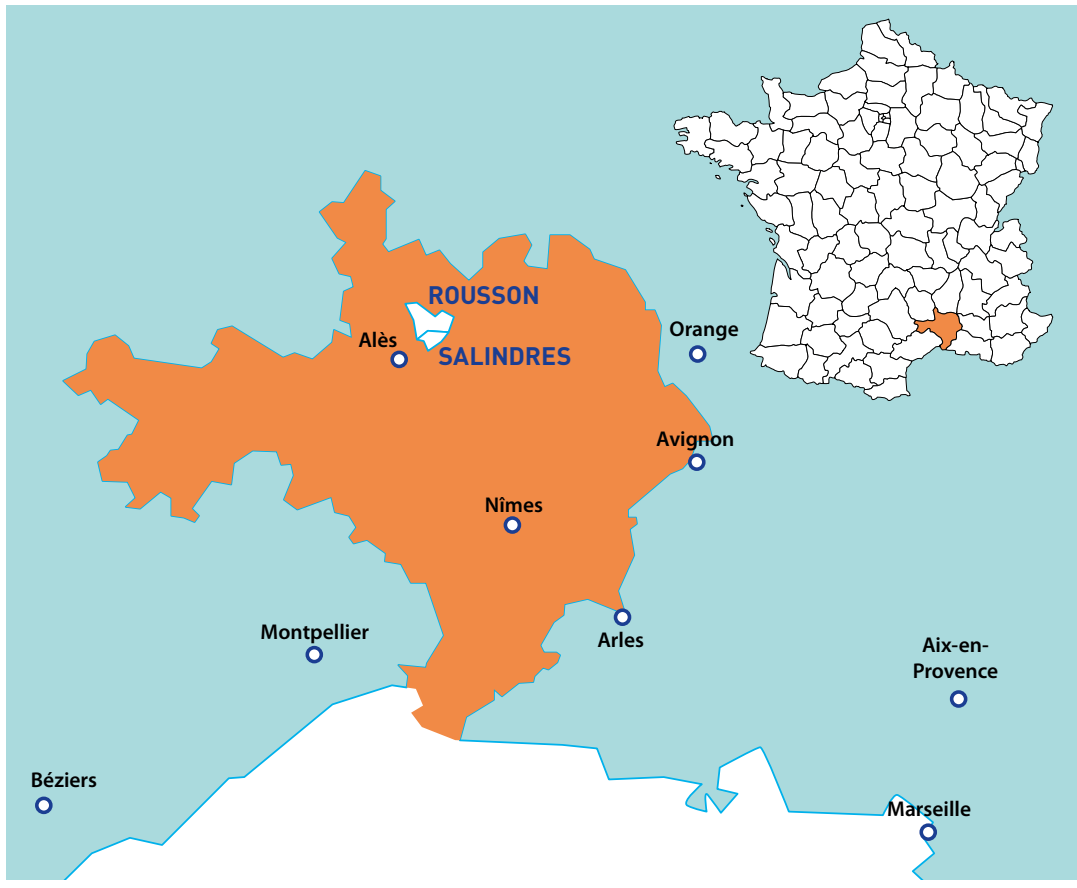 ROUSSON
Orange
Alès
SALINDRES
Avignon
Nîmes
Montpellier
Arles
Aix-en-
Provence
Béziers
Marseille